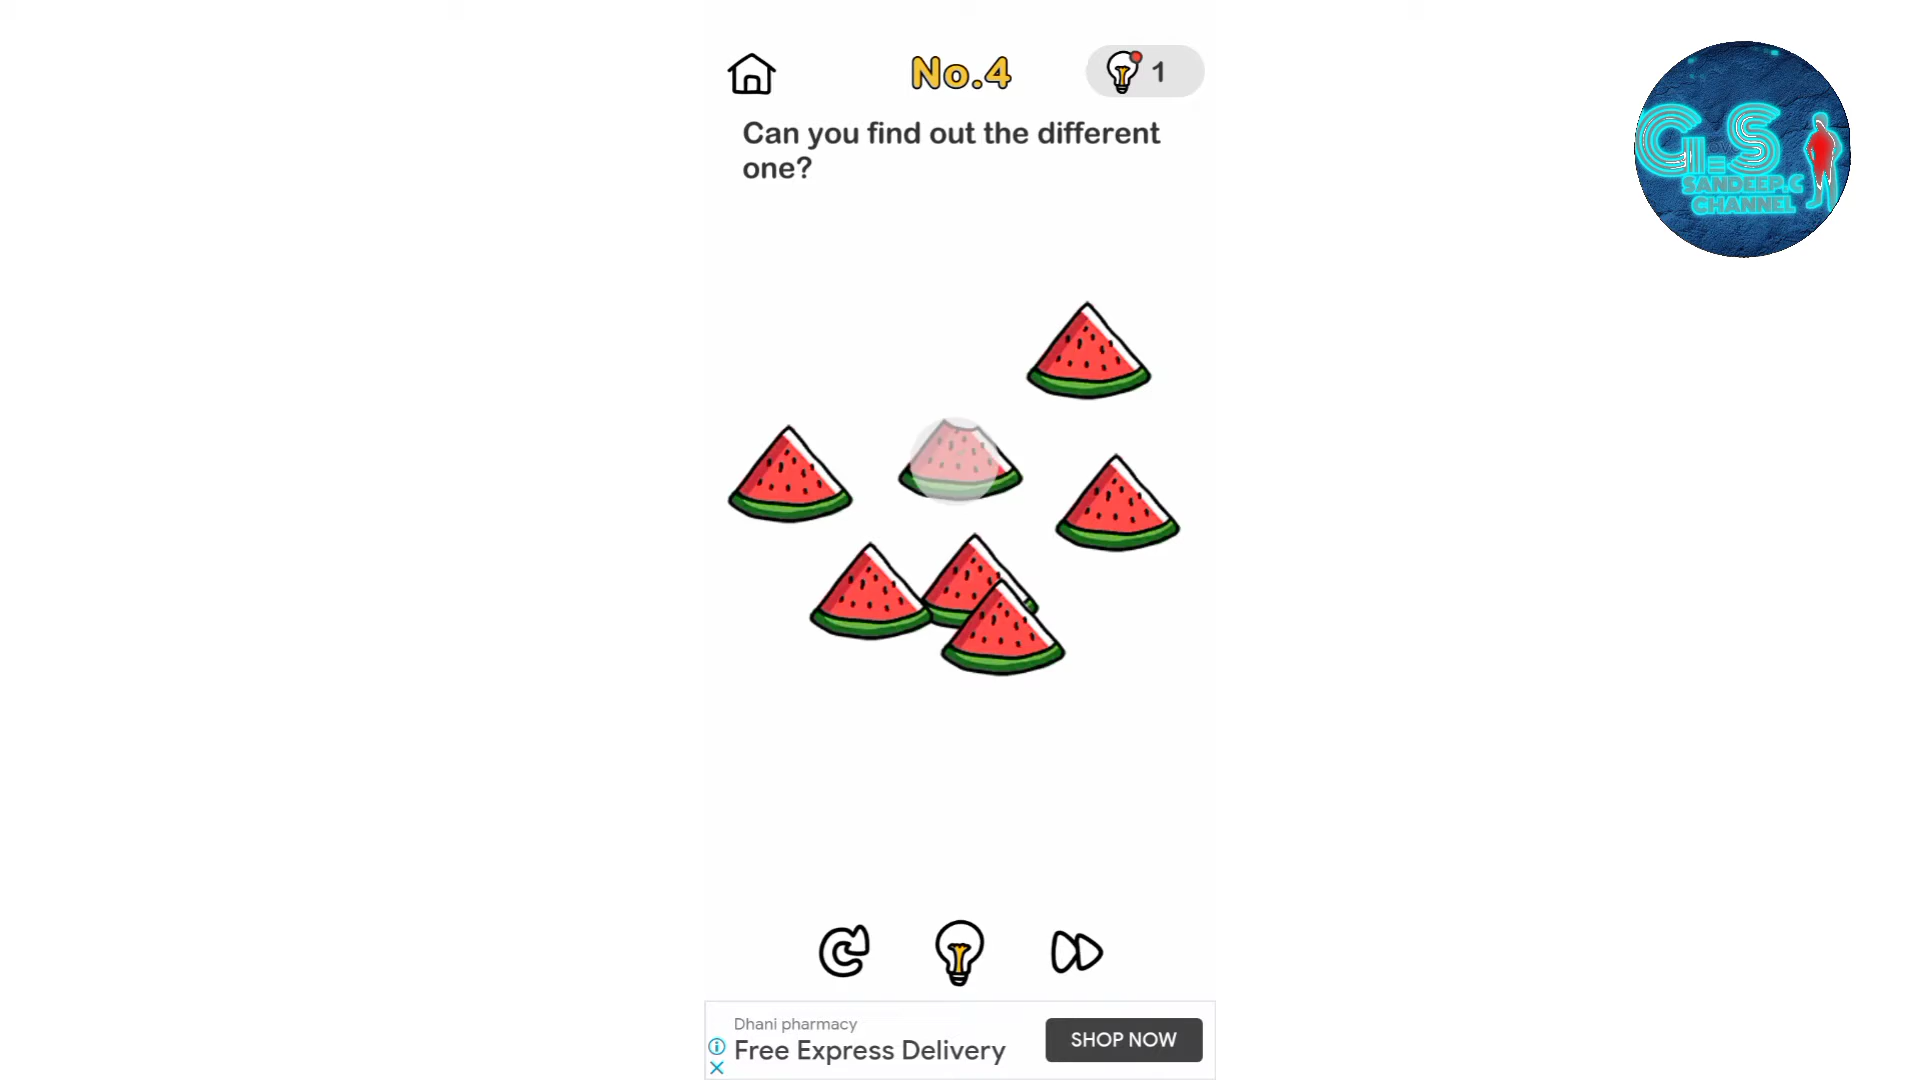 No.4
1
Can you find out the different
one?
G.S
SANDEEP.C
CHANNEL
Dhani pharmacy
Free Express Delivery
SHOP NOW